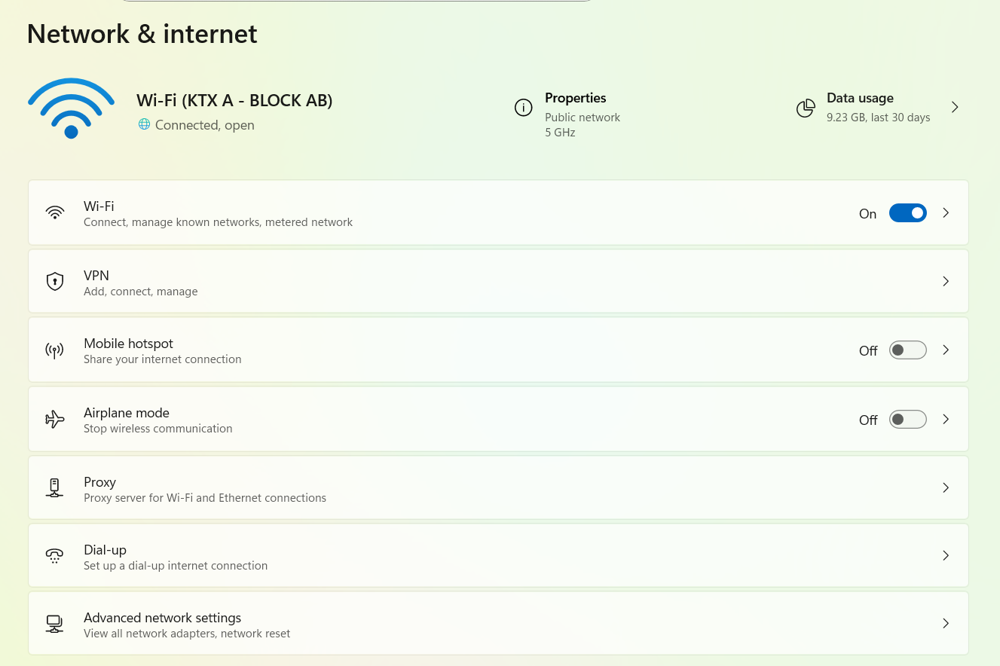 Network & internet
Wi-Fi (KTX A - BLOCK AB)
Connected, open
Properties
Public network
5 GHz
Data usage
9.23 GB, last 30 days
Wi-Fi
Connect, manage known networks, metered network
On
VPN
Add, connect, manage
Mobile hotspot
Share your internet connection
Off
Airplane mode
Stop wireless communication
Off
Proxy
Proxy server for Wi-Fi and Ethernet connections
Dial-up
Set up a dial-up internet connection
Advanced network settings
View all network adapters, network reset